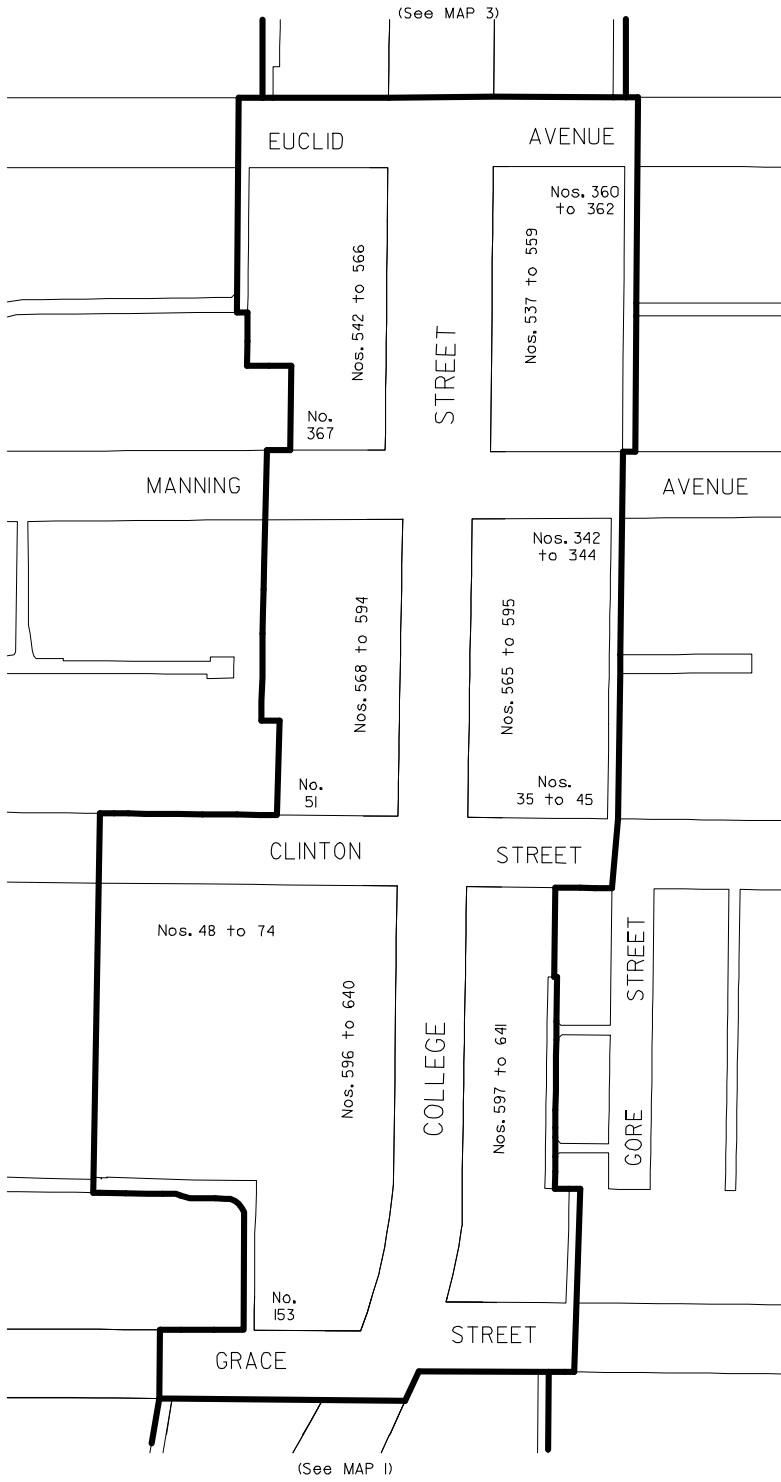 (See MAP 3)
EUCLID AVENUE
Nos. 360
to 362
Nos. 542 to 566
Nos. 537 to 559
STREET
No.
367
MANNING AVENUE
Nos. 342
to 344
Nos. 568 to 594
Nos. 565 to 595
No.
51
Nos.
35 to 45
CLINTON STREET
Nos. 48 to 74
STREET
Nos. 596 to 640
COLLEGE
Nos. 597 to 641
GORE
No.
153
GRACE STREET
(See MAP 1)